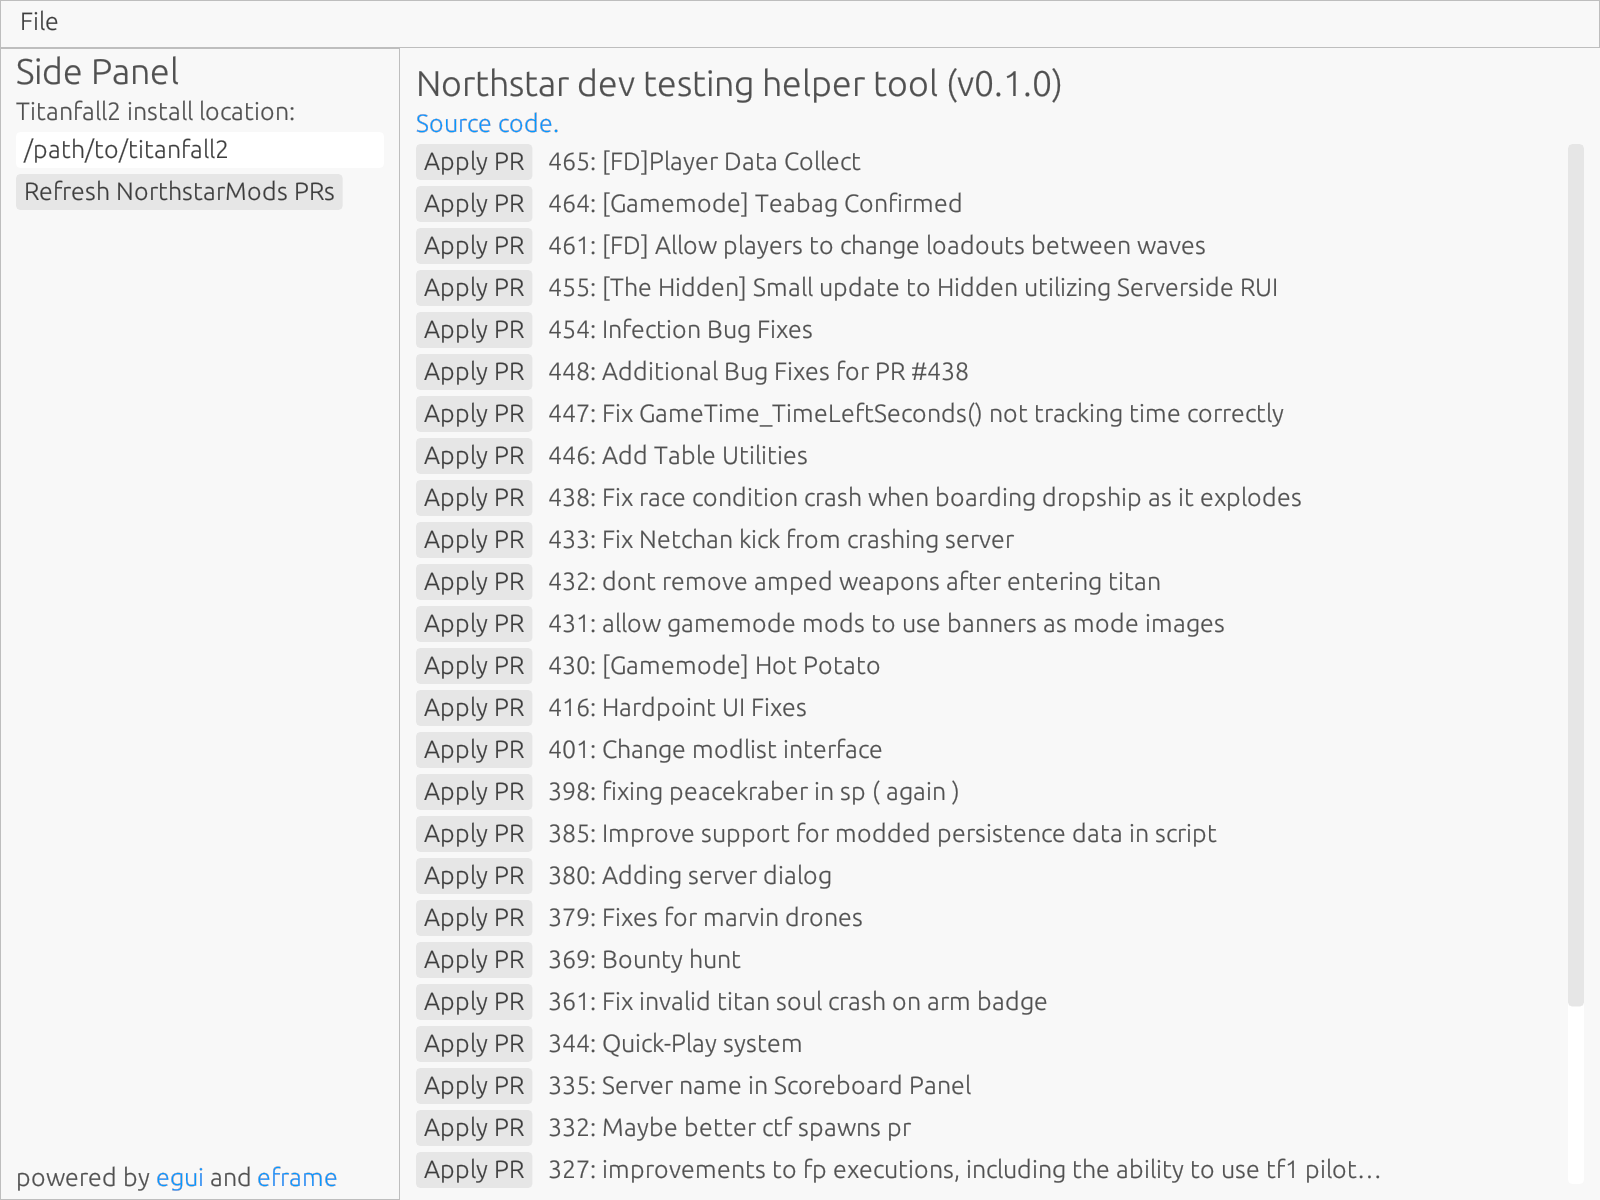 File
Side Panel
Titanfall2 install location:
/path/to/titanfall2
Refresh NorthstarMods PRs
powered by egui and eframe
Northstar dev testing helper tool (v0.1.0)
Source code.
Apply PR 465: [FD]Player Data Collect
Apply PR 464: [Gamemode] Teabag Confirmed
Apply PR 461: [FD] Allow players to change loadouts between waves
Apply PR 455: [The Hidden] Small update to Hidden utilizing Serverside RUI
Apply PR 454: Infection Bug Fixes
Apply PR 448: Additional Bug Fixes for PR #438
Apply PR 447: Fix GameTime_TimeLeftSeconds() not tracking time correctly
Apply PR 446: Add Table Utilities
Apply PR 438: Fix race condition crash when boarding dropship as it explodes
Apply PR 433: Fix Netchan kick from crashing server
Apply PR 432: dont remove amped weapons after entering titan
Apply PR 431: allow gamemode mods to use banners as mode images
Apply PR 430: [Gamemode] Hot Potato
Apply PR 416: Hardpoint UI Fixes
Apply PR 401: Change modlist interface
Apply PR 398: fixing peacekraber in sp ( again )
Apply PR 385: Improve support for modded persistence data in script
Apply PR 380: Adding server dialog
Apply PR 379: Fixes for marvin drones
Apply PR 369: Bounty hunt
Apply PR 361: Fix invalid titan soul crash on arm badge
Apply PR 344: Quick-Play system
Apply PR 335: Server name in Scoreboard Panel
Apply PR 332: Maybe better ctf spawns pr
Apply PR 327: improvements to fp executions, including the ability to use tf1 pilot…